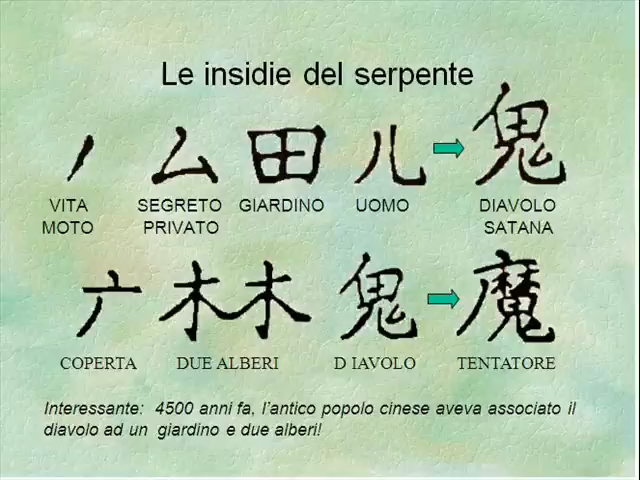 Le insidie del serpente
丿 厶 田 儿 鬼
VITA SEGRETO GIARDINO UOMO DIAVOLO
MOTO PRIVATO SATANA
木木 鬼 魔
COPERTA DUE ALBERI D IAVOLO TENTATORE
Interessante: 4500 anni fa, l'antico popolo cinese aveva associato il
diavolo ad un giardino e due alberi!